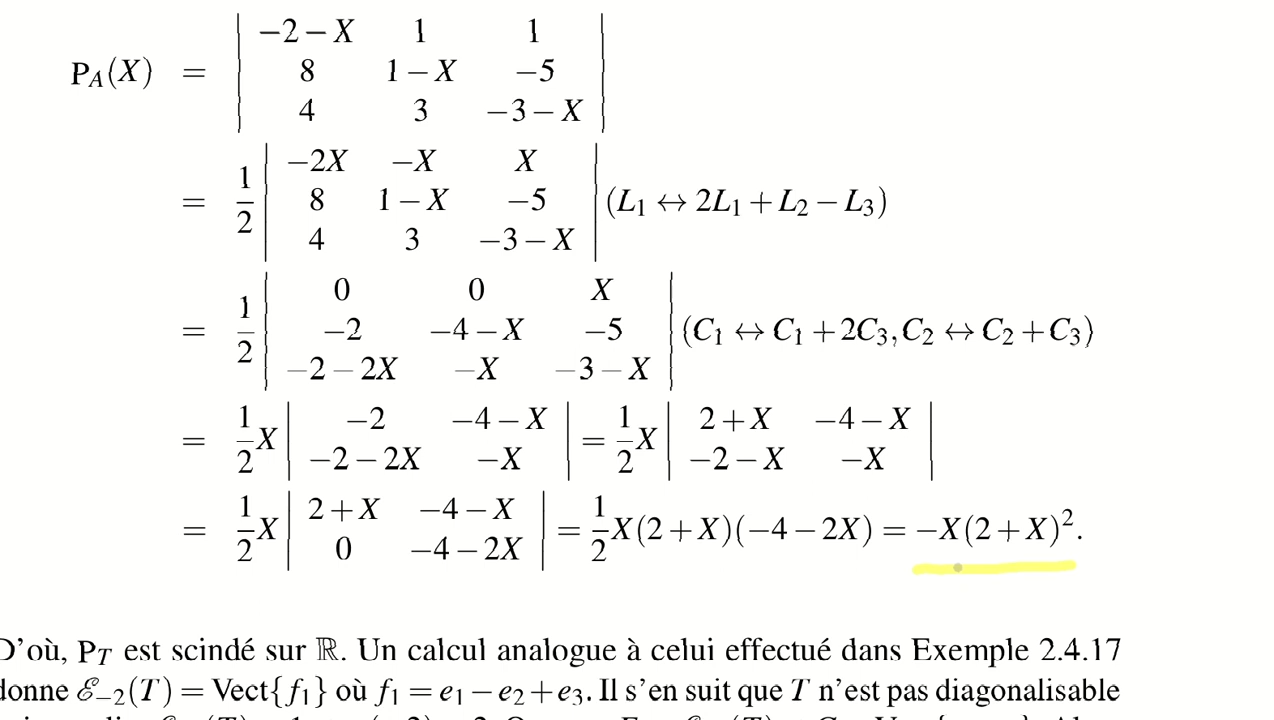 P_A(X) = | −2−X 1 1 |
| 8 1−X −5 |
| 4 3 −3−X |
= 1/2 | −2X −X X |
| 8 1−X −5 | (L_1 ↔ 2L_1 + L_2 − L_3)
| 4 3 −3−X |
= 1/2 | 0 0 X |
| −2 −4−X −5 | (C_1 ↔ C_1 + 2C_3, C_2 ↔ C_2 + C_3)
| −2−2X −X −3−X |
= 1/2 X | −2 −4−X | = 1/2 X | 2+X −4−X |
| −2−2X −X | | −2−X −X |
= 1/2 X | 2+X −4−X | = 1/2 X(2+X)(−4−2X) = −X(2+X)².
| 0 −4−2X |
D'où, P_T est scindé sur ℝ. Un calcul analogue à celui effectué dans Exemple 2.4.17
donne ℰ_{−2}(T) = Vect{f_1} où f_1 = e_1 − e_2 + e_3. Il s'en suit que T n'est pas diagonalisable